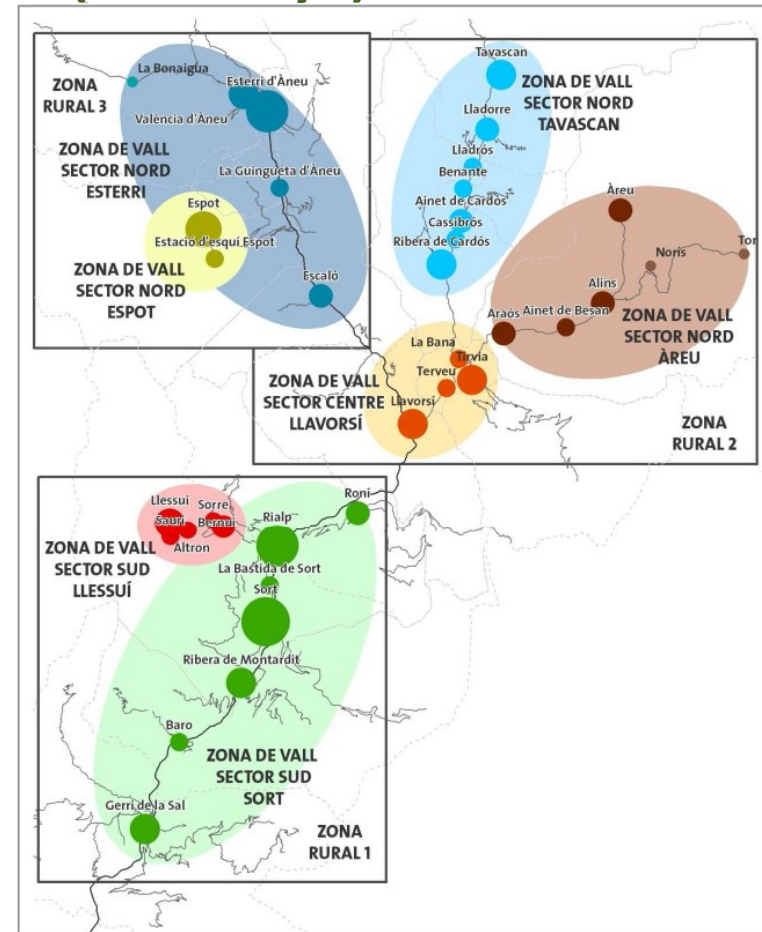 ZONA
RURAL 3
La Bonaigua
Esterri d'Àneu
València d'Àneu
ZONA DE VALL
SECTOR NORD
ESTERRI
La Guingueta d'Àneu
Espot
Estació d'esquí Espot
ZONA DE VALL
SECTOR NORD
ESPOT
Escaló
Tavascan
ZONA DE VALL
SECTOR NORD
TAVASCAN
Lladorre
Lladrós
Benante
Ainet de Cardós
Cassibrós
Ribera de Cardós
Àreu
Noris
Tor
Alins
Araós
Ainet de Besan
ZONA DE VALL
SECTOR NORD
ÀREU
La Bana
Tirvia
Terveu
Llavorsí
ZONA DE VALL
SECTOR CENTRE
LLAVORSÍ
ZONA
RURAL 2
Llessui
Sorre
Sauri
Bernui
Altron
ZONA DE VALL
SECTOR SUD
LLESSUÍ
Roní
Rialp
La Bastida de Sort
Sort
Ribera de Montardit
Baro
ZONA DE VALL
SECTOR SUD
SORT
Gerri de la Sal
ZONA
RURAL 1